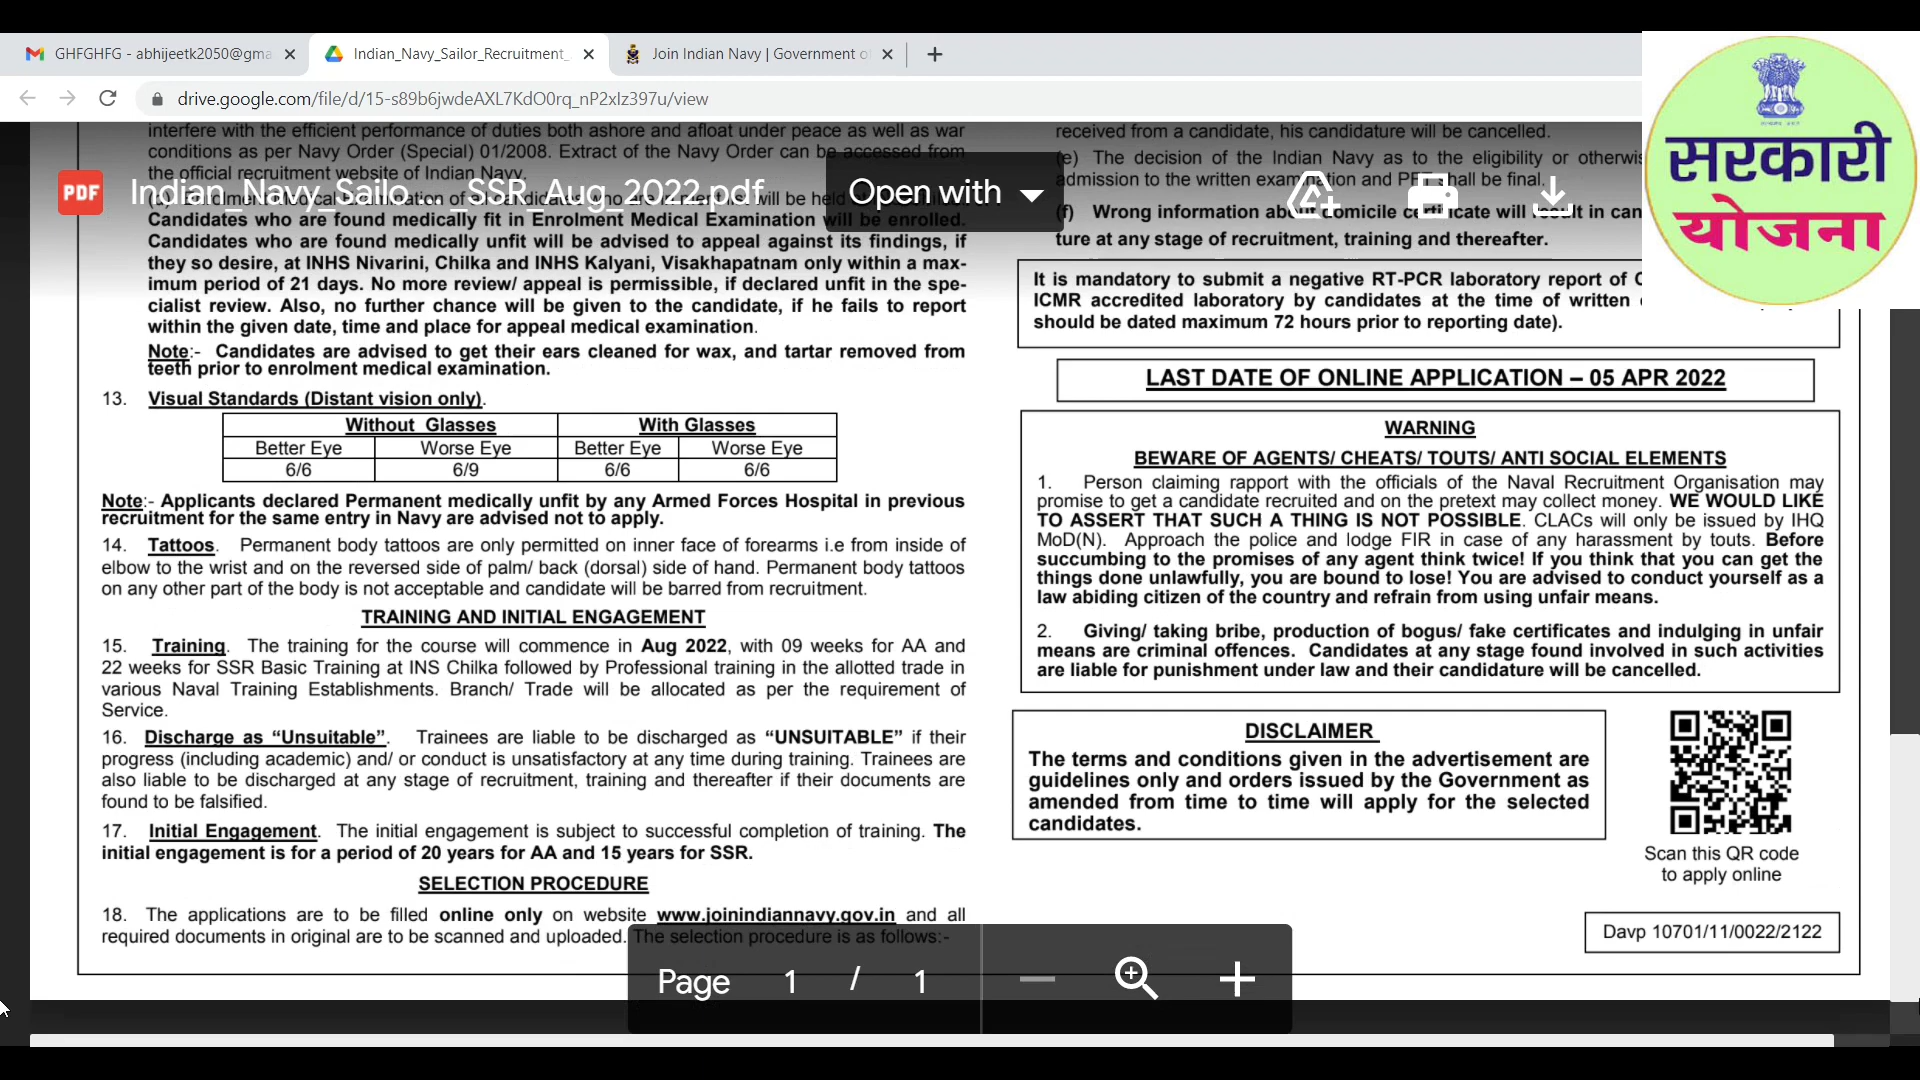 GHFGHFG - abhijeetk2050@gma
Indian_Navy_Sailor_Recruitment_
Join Indian Navy | Government o
drive.google.com/file/d/15-s89b6jwdeAXL7KdO0rq_nP2xIz397u/view
सरकारी
योजना
PDF
Indian_Navy_Sailo..._SSR_Aug_2022.pdf
Open with
interfere with the efficient performance of duties both ashore and afloat under peace as well as war
conditions as per Navy Order (Special) 01/2008. Extract of the Navy Order can be accessed from
the official recruitment website of Indian Navy.
Enrolment Medical Examination of all candidates who are in merit list will be held
Candidates who are found medically fit in Enrolment Medical Examination will be enrolled.
Candidates who are found medically unfit will be advised to appeal against its findings, if
they so desire, at INHS Nivarini, Chilka and INHS Kalyani, Visakhapatnam only within a max-
imum period of 21 days. No more review/ appeal is permissible, if declared unfit in the spe-
cialist review. Also, no further chance will be given to the candidate, if he fails to report
within the given date, time and place for appeal medical examination.
Note:- Candidates are advised to get their ears cleaned for wax, and tartar removed from
teeth prior to enrolment medical examination.
13. Visual Standards (Distant vision only).
Without Glasses With Glasses
Better Eye Worse Eye Better Eye Worse Eye
6/6 6/9 6/6 6/6
Note:- Applicants declared Permanent medically unfit by any Armed Forces Hospital in previous
recruitment for the same entry in Navy are advised not to apply.
14. Tattoos. Permanent body tattoos are only permitted on inner face of forearms i.e from inside of
elbow to the wrist and on the reversed side of palm/ back (dorsal) side of hand. Permanent body tattoos
on any other part of the body is not acceptable and candidate will be barred from recruitment.
TRAINING AND INITIAL ENGAGEMENT
15. Training. The training for the course will commence in Aug 2022, with 09 weeks for AA and
22 weeks for SSR Basic Training at INS Chilka followed by Professional training in the allotted trade in
various Naval Training Establishments. Branch/ Trade will be allocated as per the requirement of
Service.
16. Discharge as “Unsuitable”. Trainees are liable to be discharged as “UNSUITABLE” if their
progress (including academic) and/ or conduct is unsatisfactory at any time during training. Trainees are
also liable to be discharged at any stage of recruitment, training and thereafter if their documents are
found to be falsified.
17. Initial Engagement. The initial engagement is subject to successful completion of training. The
initial engagement is for a period of 20 years for AA and 15 years for SSR.
SELECTION PROCEDURE
18. The applications are to be filled online only on website www.joinindiannavy.gov.in and all
required documents in original are to be scanned and uploaded. The selection procedure is as follows:-
received from a candidate, his candidature will be cancelled.
(e) The decision of the Indian Navy as to the eligibility or otherwi
admission to the written examination and PFT shall be final.
(f) Wrong information about domicile certificate will result in can
ture at any stage of recruitment, training and thereafter.
It is mandatory to submit a negative RT-PCR laboratory report of
ICMR accredited laboratory by candidates at the time of written
should be dated maximum 72 hours prior to reporting date).
LAST DATE OF ONLINE APPLICATION – 05 APR 2022
WARNING
BEWARE OF AGENTS/ CHEATS/ TOUTS/ ANTI SOCIAL ELEMENTS
1. Person claiming rapport with the officials of the Naval Recruitment Organisation may
promise to get a candidate recruited and on the pretext may collect money. WE WOULD LIKE
TO ASSERT THAT SUCH A THING IS NOT POSSIBLE. CLACs will only be issued by IHQ
MoD(N). Approach the police and lodge FIR in case of any harassment by touts. Before
succumbing to the promises of any agent think twice! If you think that you can get the
things done unlawfully, you are bound to lose! You are advised to conduct yourself as a
law abiding citizen of the country and refrain from using unfair means.
2. Giving/ taking bribe, production of bogus/ fake certificates and indulging in unfair
means are criminal offences. Candidates at any stage found involved in such activities
are liable for punishment under law and their candidature will be cancelled.
DISCLAIMER
The terms and conditions given in the advertisement are
guidelines only and orders issued by the Government as
amended from time to time will apply for the selected
candidates.
Scan this QR code
to apply online
Davp 10701/11/0022/2122
Page 1 / 1